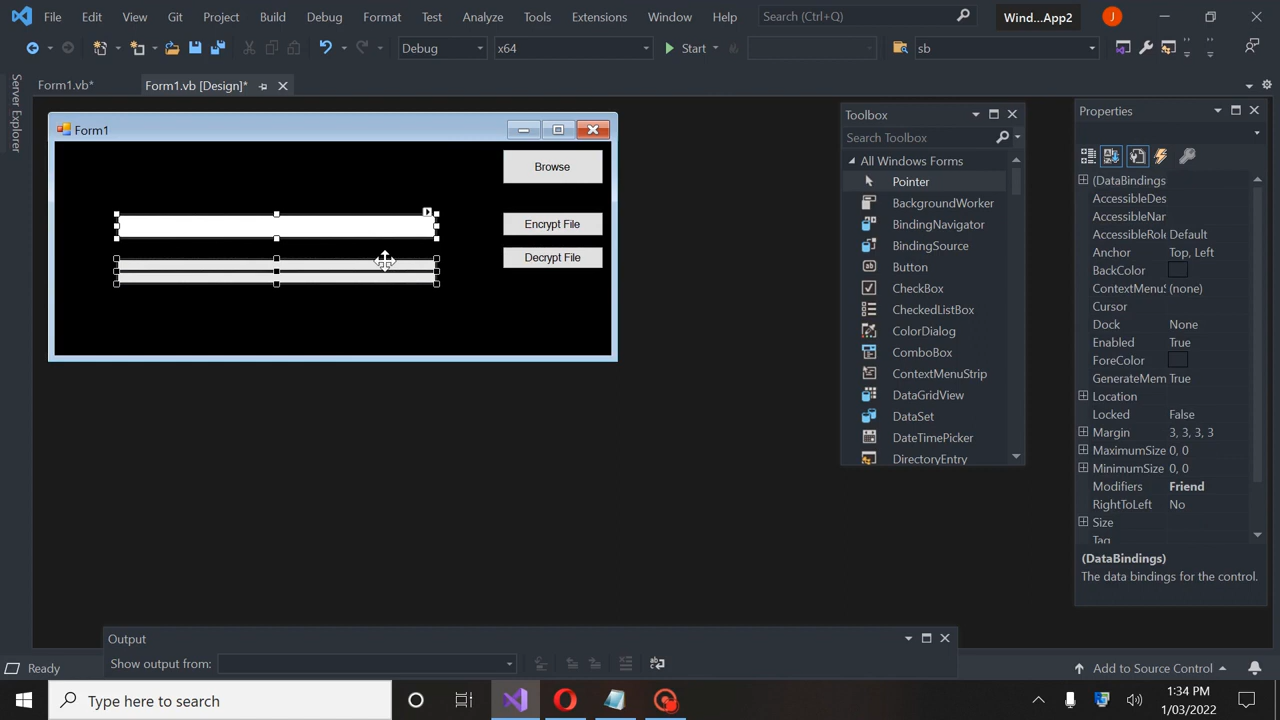 File Edit View Git Project Build Debug Format Test Analyze Tools Extensions Window Help Search (Ctrl+Q) Wind...App2 J
Debug x64 Start sb
Form1.vb* Form1.vb [Design]*
Server Explorer
Form1
Browse
Encrypt File
Decrypt File
Toolbox
Search Toolbox
All Windows Forms
Pointer
BackgroundWorker
BindingNavigator
BindingSource
Button
CheckBox
CheckedListBox
ColorDialog
ComboBox
ContextMenuStrip
DataGridView
DataSet
DateTimePicker
DirectoryEntry
Properties
(DataBindings)
AccessibleDes
AccessibleNar
AccessibleRole Default
Anchor Top, Left
BackColor
ContextMenuS (none)
Cursor
Dock None
Enabled True
ForeColor
GenerateMem True
Location
Locked False
Margin 3, 3, 3, 3
MaximumSize 0, 0
MinimumSize 0, 0
Modifiers Friend
RightToLeft No
Size
Tag
(DataBindings)
The data bindings for the control.
Output
Show output from:
Ready Add to Source Control
Type here to search
1:34 PM
1/03/2022